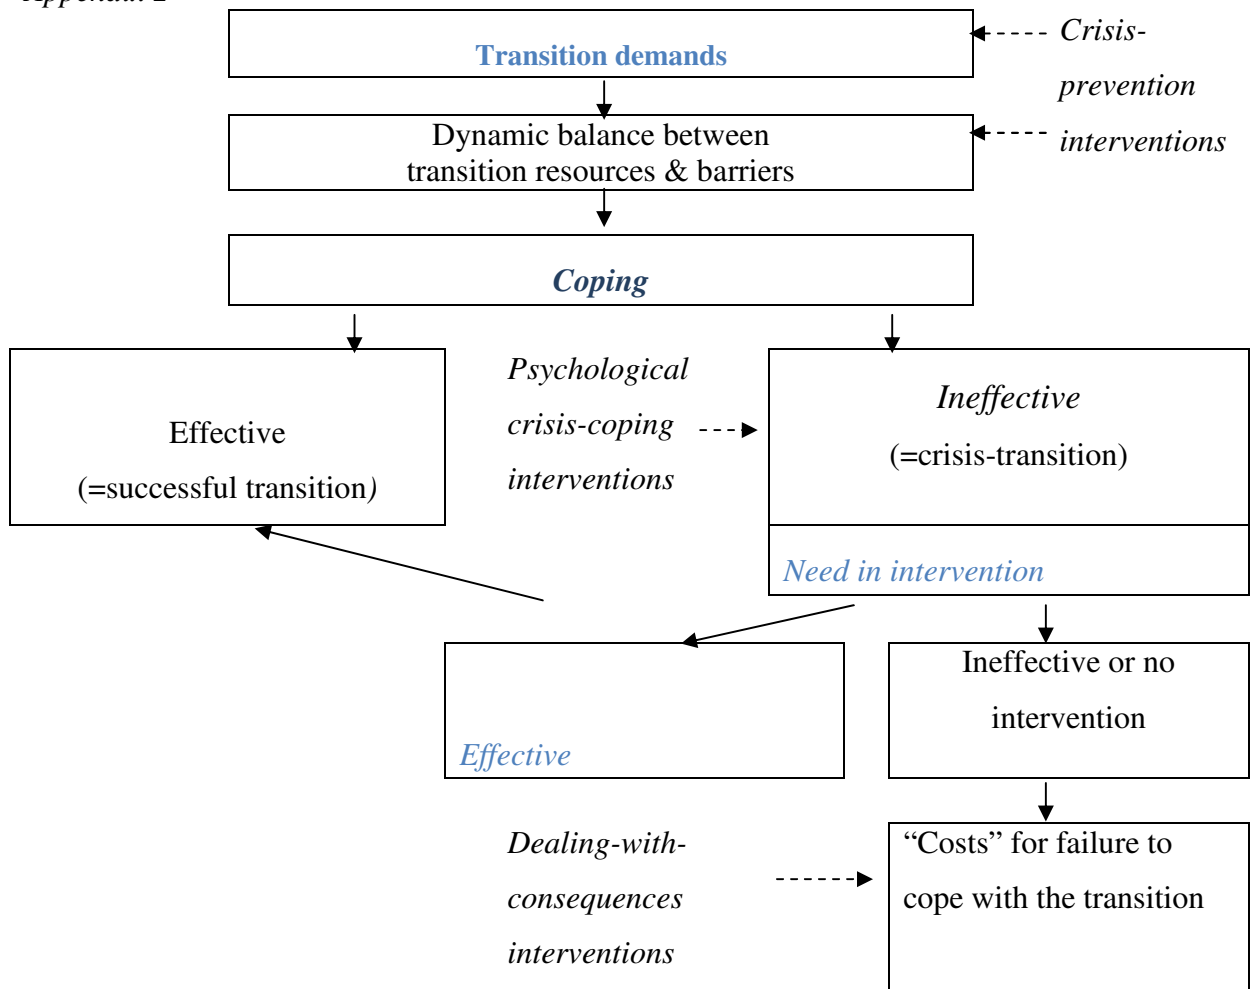 Transition demands
Crisis-
prevention
interventions
Dynamic balance between
transition resources & barriers
Coping
Psychological
crisis-coping
interventions
Effective
(=successful transition)
Ineffective
(=crisis-transition)
Need in intervention
Effective
Ineffective or no
intervention
Dealing-with-
consequences
interventions
“Costs” for failure to
cope with the transition